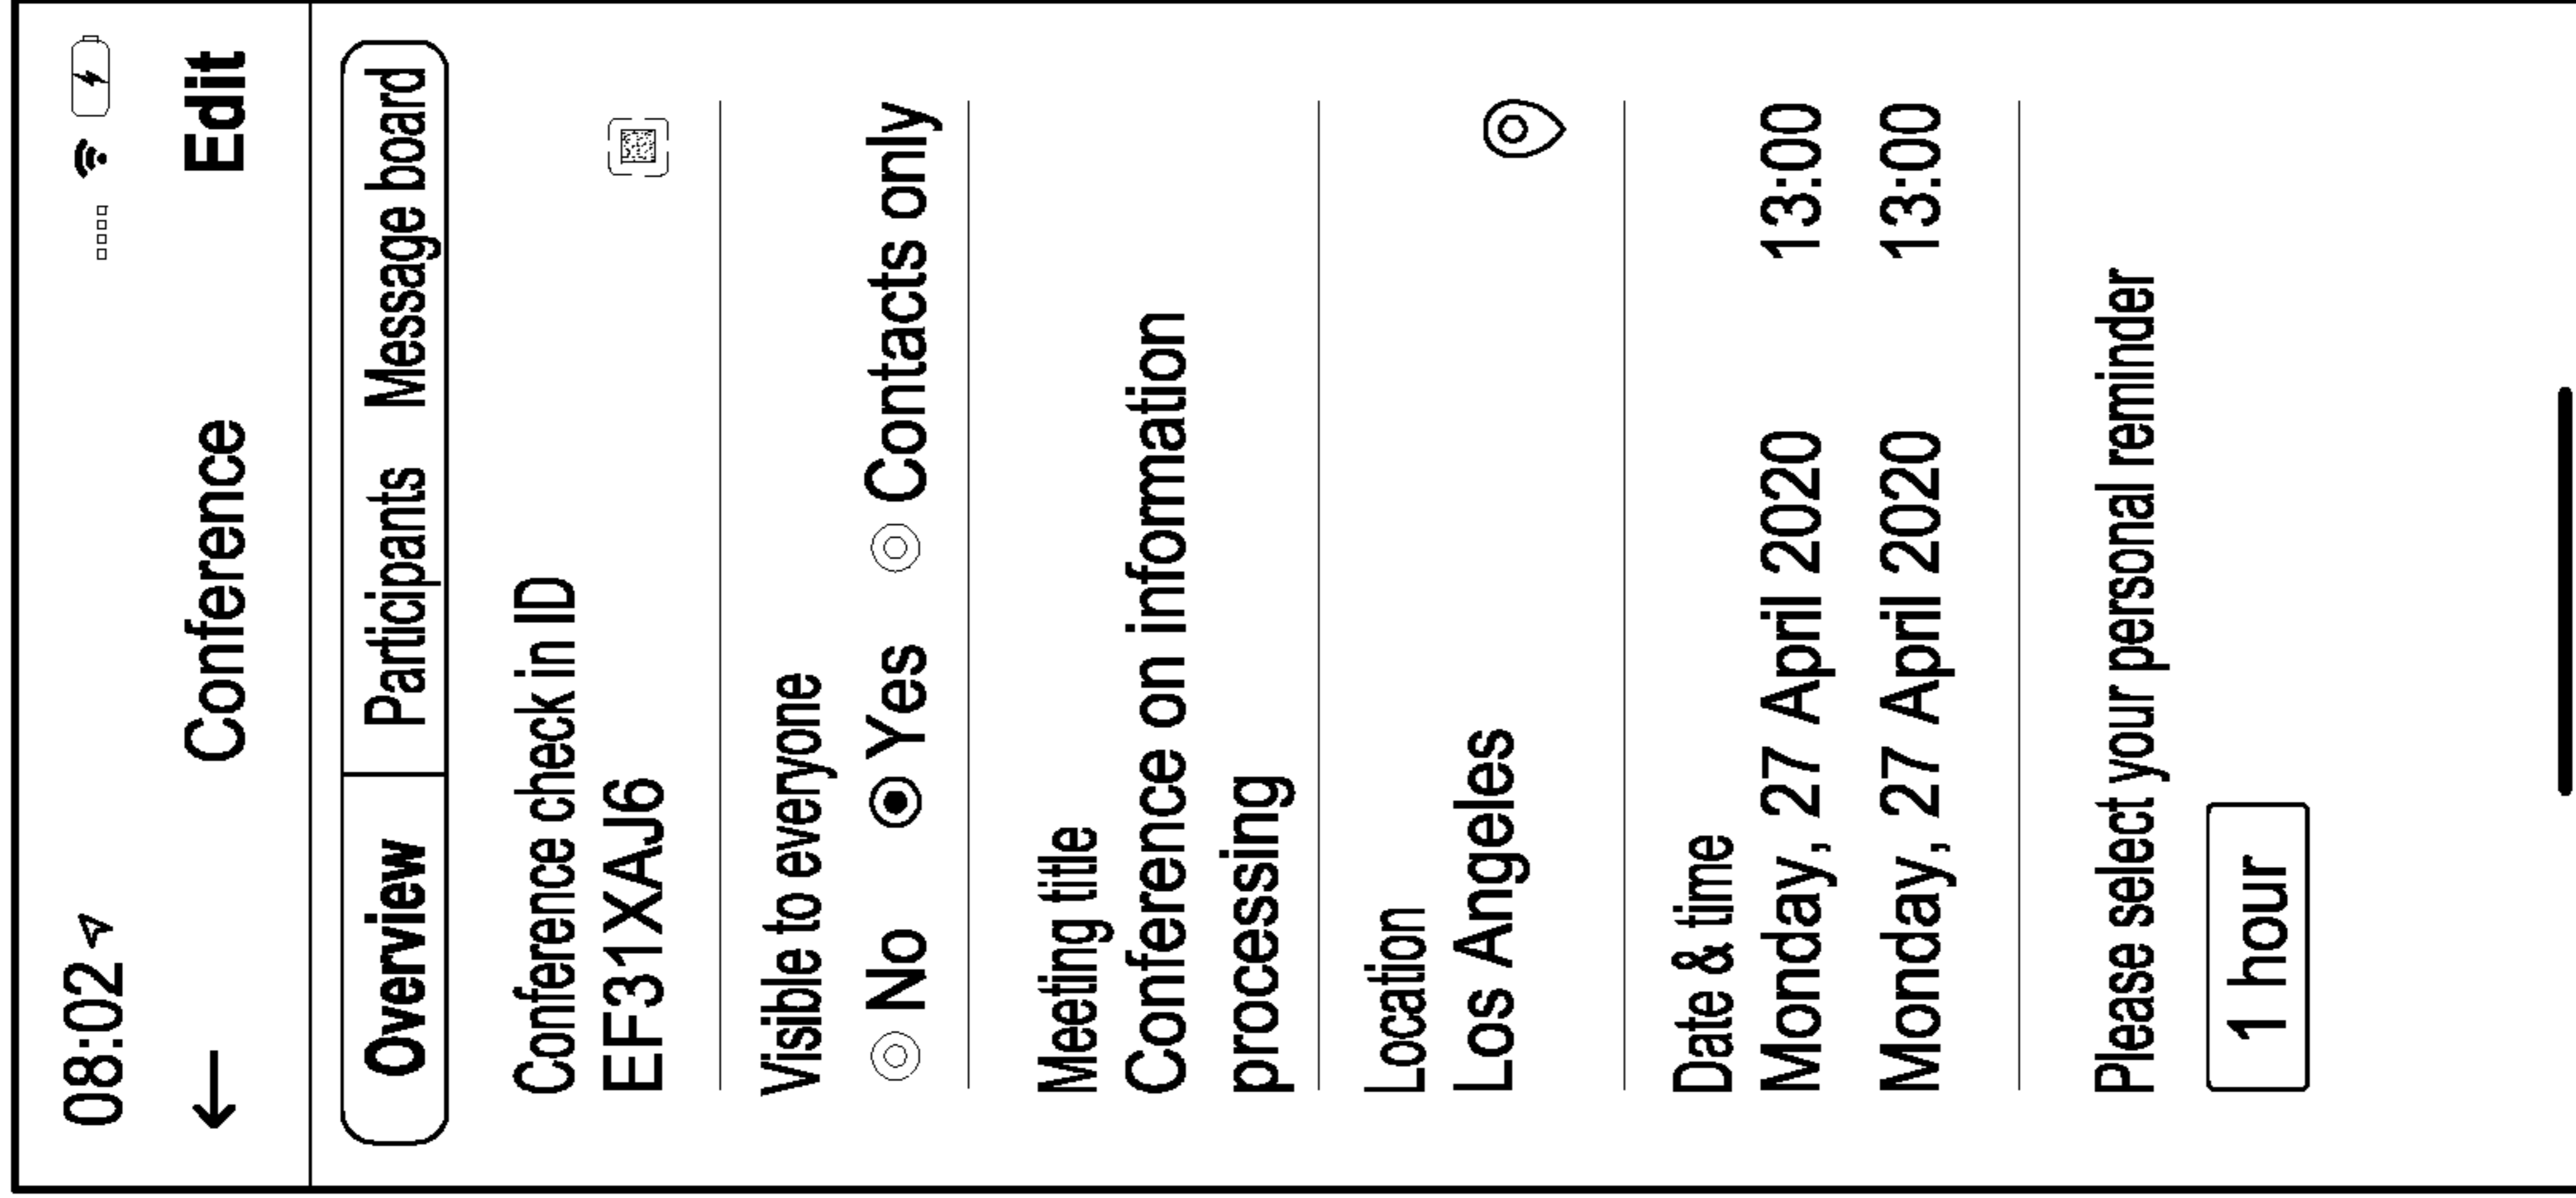 08:02
Conference Edit
Overview Participants Message board
Conference check in ID
EF31XAJ6
Visible to everyone
No Yes Contacts only
Meeting title
Conference on information
processing
Location
Los Angeles
Date & time
Monday, 27 April 2020 13:00
Monday, 27 April 2020 13:00
Please select your personal reminder
1 hour